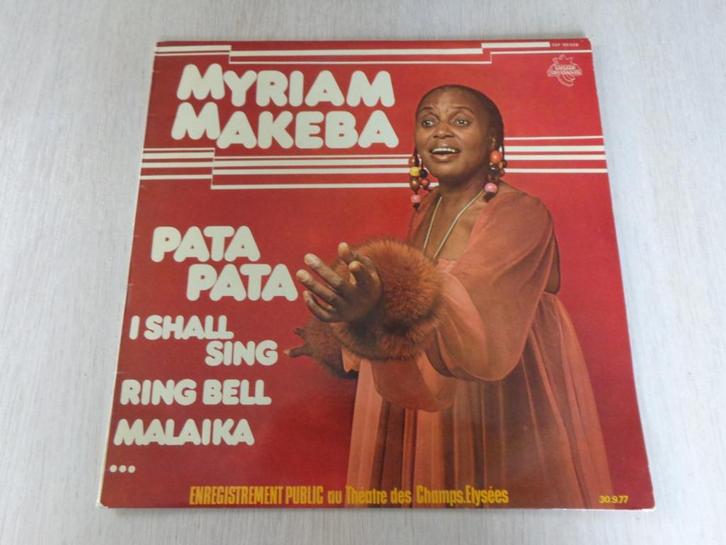 MYRIAM
MAKEBA
PATA
PATA
I SHALL
SING
RING BELL
MALAIKA
...
ENREGISTREMENT PUBLIC au Théatre des Champs.Elysées
30.9.77